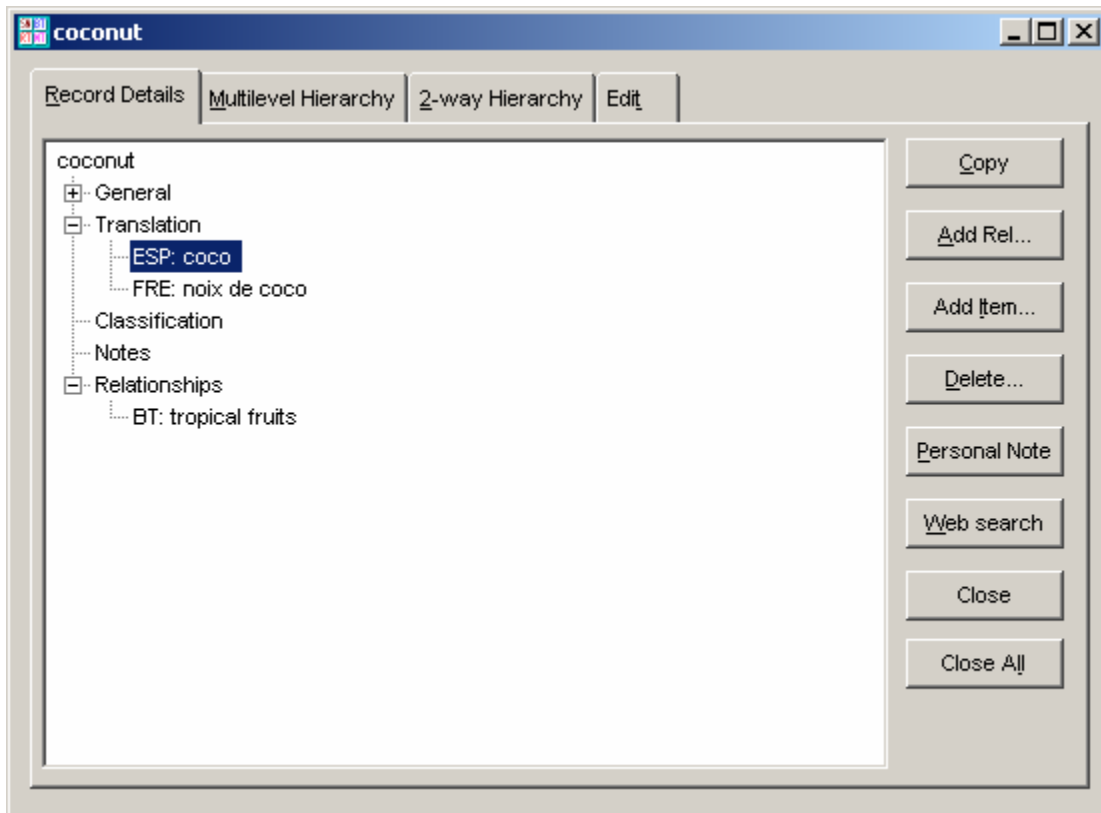 coconut
Record Details
Multilevel Hierarchy
2-way Hierarchy
Edit
coconut
General
Translation
ESP: coco
FRE: noix de coco
Classification
Notes
Relationships
BT: tropical fruits
Copy
Add Rel...
Add Item...
Delete...
Personal Note
Web search
Close
Close All